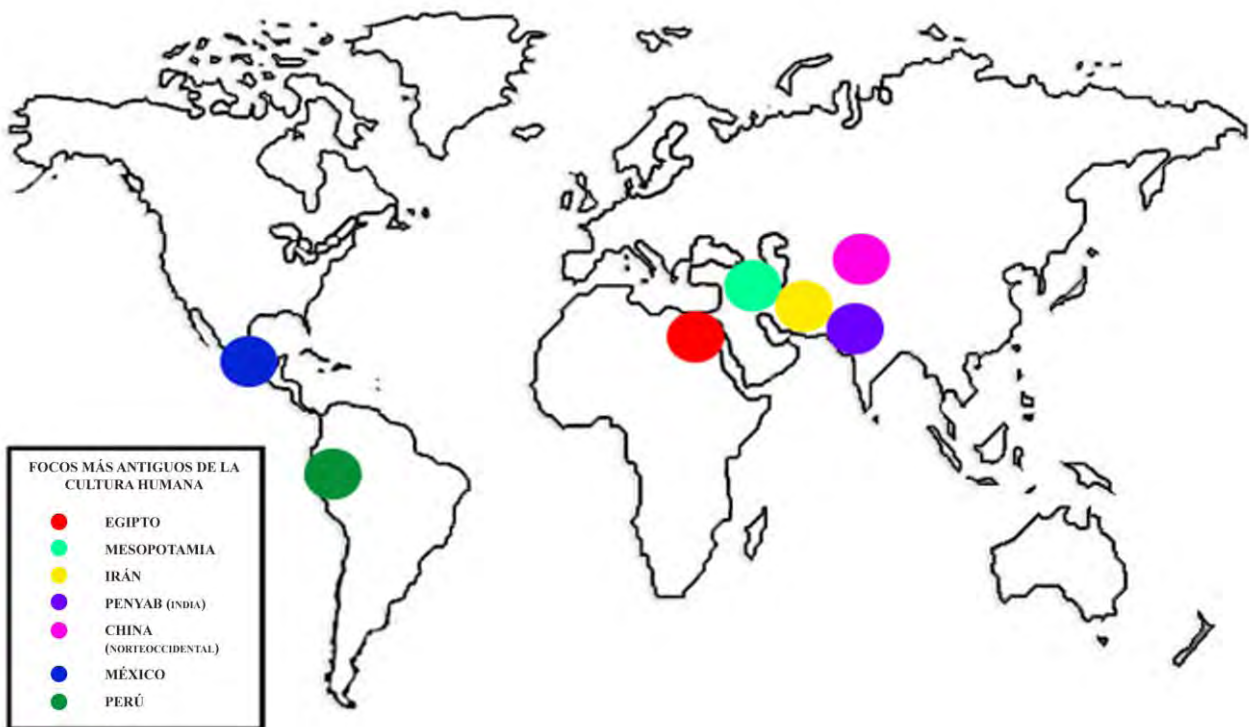 FOCOS MÁS ANTIGUOS DE LA
CULTURA HUMANA
EGIPTO
MESOPOTAMIA
IRÁN
PENYAB (INDIA)
CHINA
(NORTEOCCIDENTAL)
MÉXICO
PERÚ